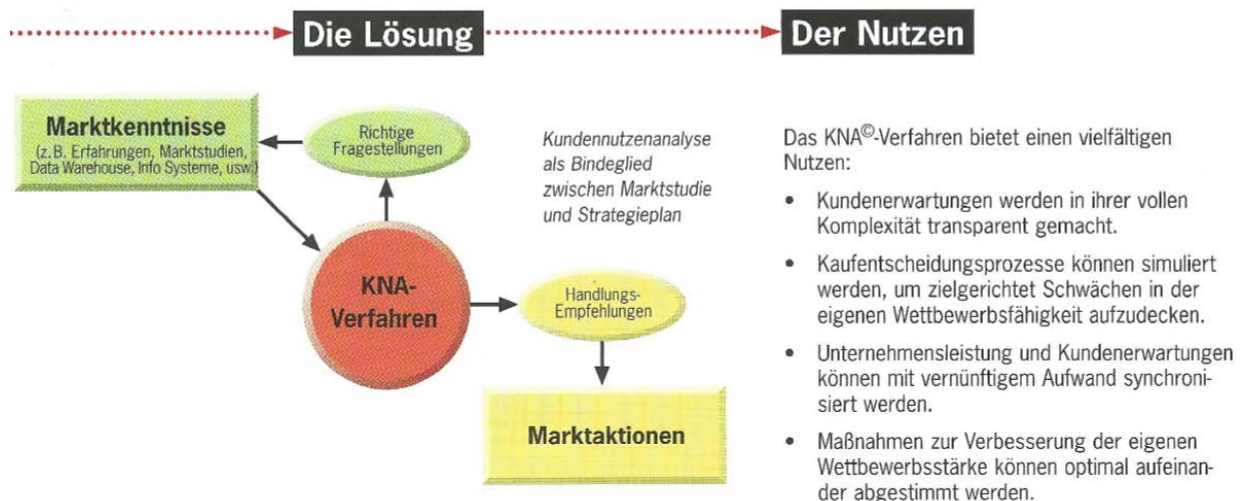 Die Lösung
Der Nutzen
Marktkenntnisse
(z.B. Erfahrungen, Marktstudien,
Data Warehouse, Info Systeme, usw.)
Richtige
Fragestellungen
KNA-
Verfahren
Handlungs-
Empfehlungen
Marktaktionen
Kundennutzenanalyse
als Bindeglied
zwischen Marktstudie
und Strategieplan
Das KNA©-Verfahren bietet einen vielfältigen
Nutzen:
• Kundenerwartungen werden in ihrer vollen
Komplexität transparent gemacht.
• Kaufentscheidungsprozesse können simuliert
werden, um zielgerichtet Schwächen in der
eigenen Wettbewerbsfähigkeit aufzudecken.
• Unternehmensleistung und Kundenerwartungen
können mit vernünftigem Aufwand synchroni-
siert werden.
• Maßnahmen zur Verbesserung der eigenen
Wettbewerbsstärke können optimal aufeinan-
der abgestimmt werden.